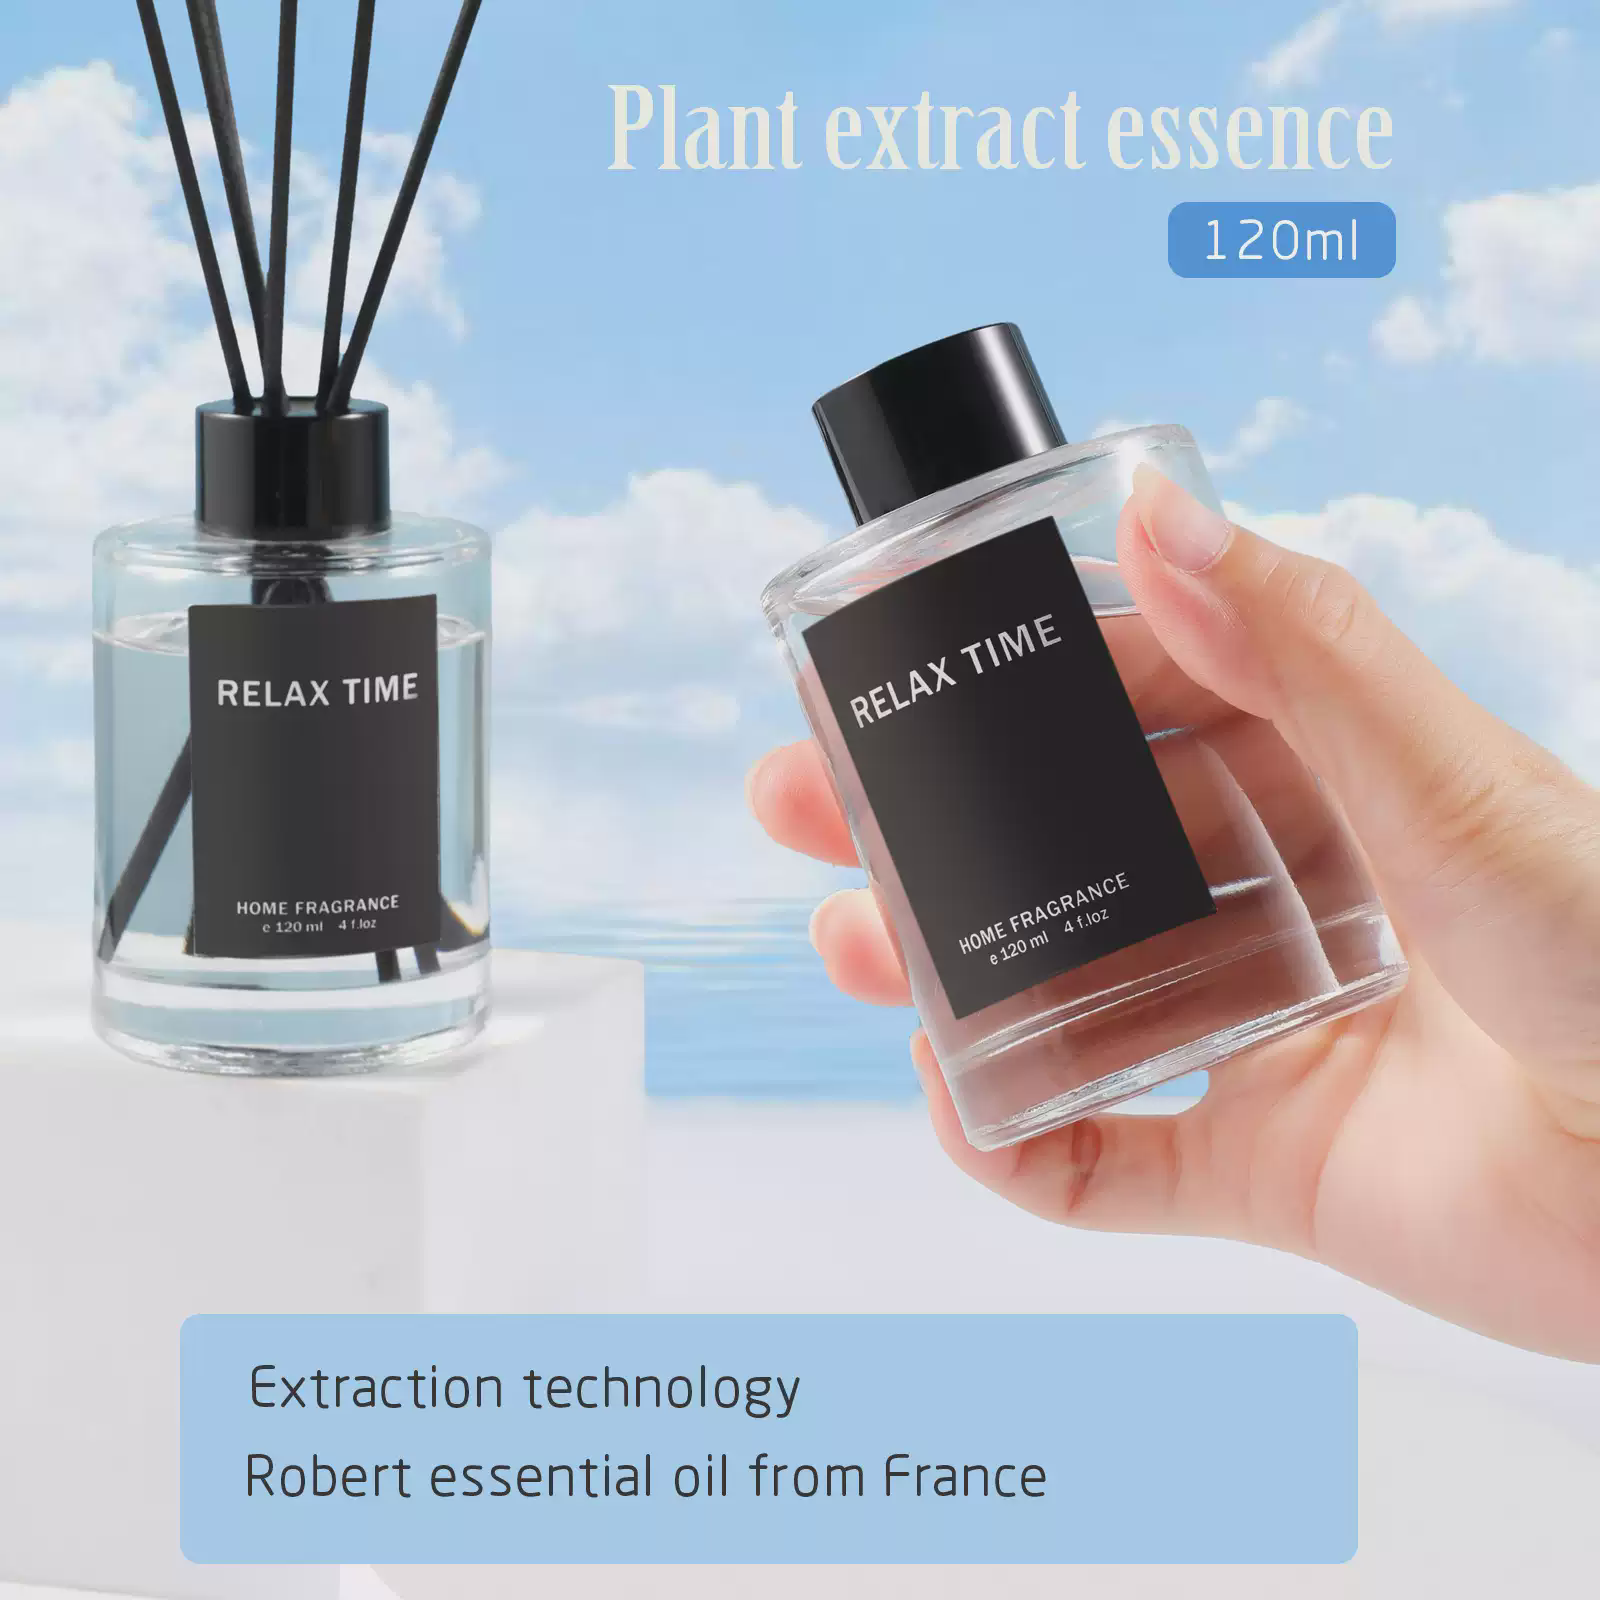 Plant extract essence
120ml
RELAX TIME
HOME FRAGRANCE
e 120 ml 4 f.loz
RELAX TIME
HOME FRAGRANCE
e 120 ml 4 f.loz
Extraction technology
Robert essential oil from France